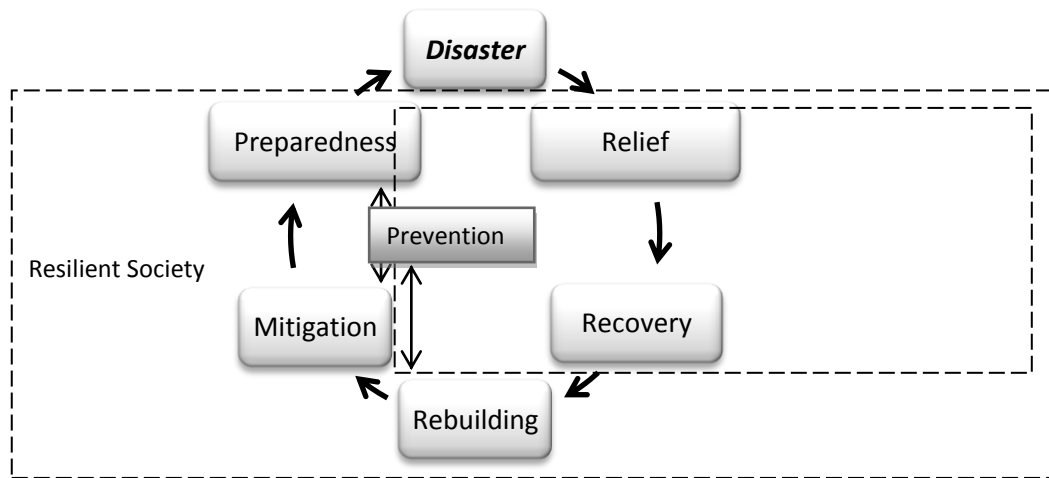 Disaster
Preparedness
Relief
Prevention
Resilient Society
Mitigation
Recovery
Rebuilding